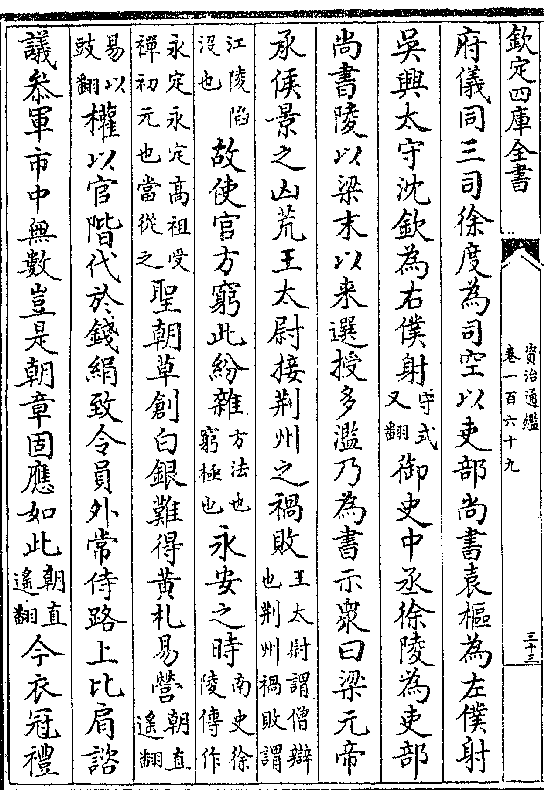 欽定四庫全書
資治通鑑
卷一百六十九
三十三
府儀同三司徐度為司空以吏部尚書袁樞為左僕射
吳興太守沈欽為右僕射守式又翻御史中丞徐陵為吏部
尚書陵以梁末以来選授多濫乃為書示衆曰梁元帝
承侯景之凶荒王太尉接荆州之禍敗王太尉謂僧辯也荆州禍敗謂
江陵陷没也故使官方窮此紛雜方法也窮極也永安之時南史徐陵傳作
永定永定高祖受禪初元也當從之聖朝草創白銀難得黄札易營朝直遥翻
易以豉翻權以官階代於錢絹致令員外常侍路上比肩諮
議叅軍市中無數豈是朝章固應如此朝直遥翻今衣冠禮